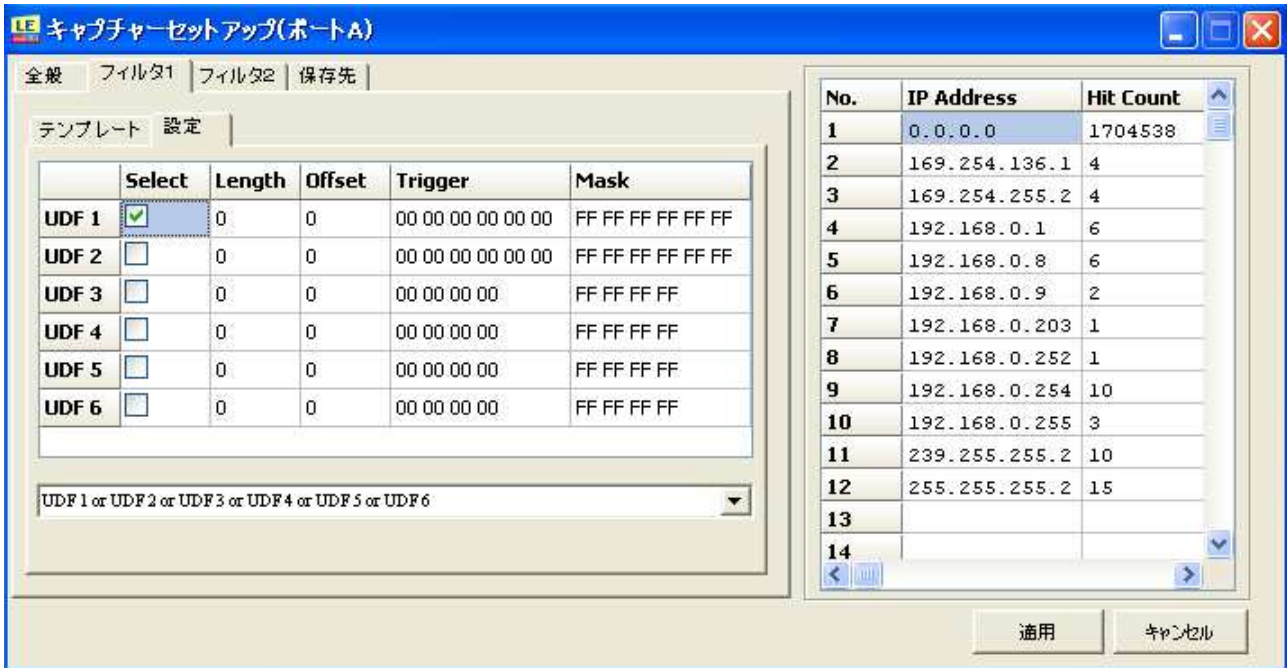 LE キャプチャーセットアップ(ポートA)
全般 フィルタ1 フィルタ2 保存先
テンプレート 設定
Select Length Offset Trigger Mask
UDF 1 0 0 00 00 00 00 00 00 FF FF FF FF FF FF
UDF 2 0 0 00 00 00 00 00 00 FF FF FF FF FF FF
UDF 3 0 0 00 00 00 00 FF FF FF FF
UDF 4 0 0 00 00 00 00 FF FF FF FF
UDF 5 0 0 00 00 00 00 FF FF FF FF
UDF 6 0 0 00 00 00 00 FF FF FF FF
UDF 1 or UDF 2 or UDF 3 or UDF 4 or UDF 5 or UDF 6
No. IP Address Hit Count
1 0.0.0.0 1704538
2 169.254.136.1 4
3 169.254.255.2 4
4 192.168.0.1 6
5 192.168.0.8 6
6 192.168.0.9 2
7 192.168.0.203 1
8 192.168.0.252 1
9 192.168.0.254 10
10 192.168.0.255 3
11 239.255.255.2 10
12 255.255.255.2 15
13
14
適用 キャンセル